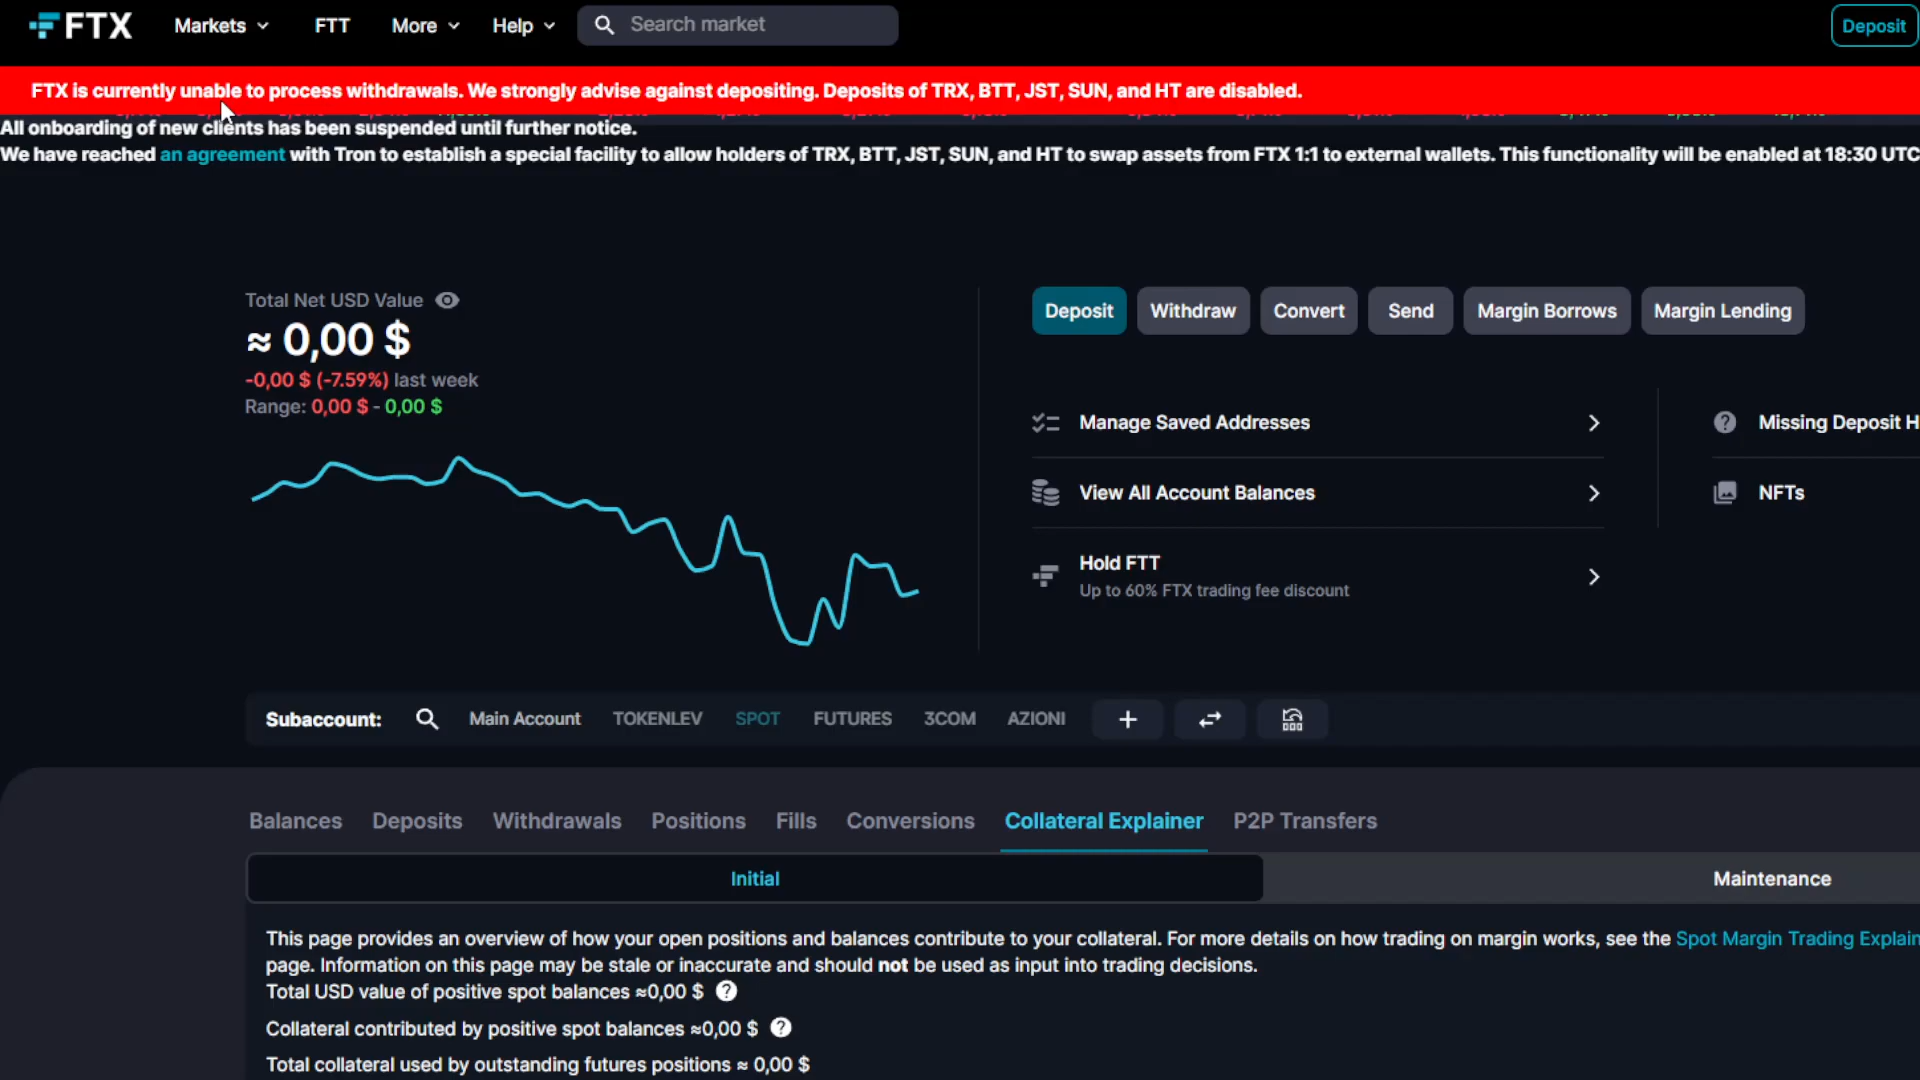 FTX Markets FTT More Help Search market Deposit
FTX is currently unable to process withdrawals. We strongly advise against depositing. Deposits of TRX, BTT, JST, SUN, and HT are disabled.
All onboarding of new clients has been suspended until further notice.
We have reached an agreement with Tron to establish a special facility to allow holders of TRX, BTT, JST, SUN, and HT to swap assets from FTX 1:1 to external wallets. This functionality will be enabled at 18:30 UTC
Total Net USD Value
≈ 0,00 $
-0,00 $ (-7.59%) last week
Range: 0,00 $ - 0,00 $
Deposit Withdraw Convert Send Margin Borrows Margin Lending
Manage Saved Addresses
Missing Deposit H
View All Account Balances
NFTs
Hold FTT
Up to 60% FTX trading fee discount
Subaccount: Main Account TOKENLEV SPOT FUTURES 3COM AZIONI
Balances Deposits Withdrawals Positions Fills Conversions Collateral Explainer P2P Transfers
Initial Maintenance
This page provides an overview of how your open positions and balances contribute to your collateral. For more details on how trading on margin works, see the Spot Margin Trading Explain
page. Information on this page may be stale or inaccurate and should not be used as input into trading decisions.
Total USD value of positive spot balances ≈0,00 $
Collateral contributed by positive spot balances ≈0,00 $
Total collateral used by outstanding futures positions ≈ 0,00 $